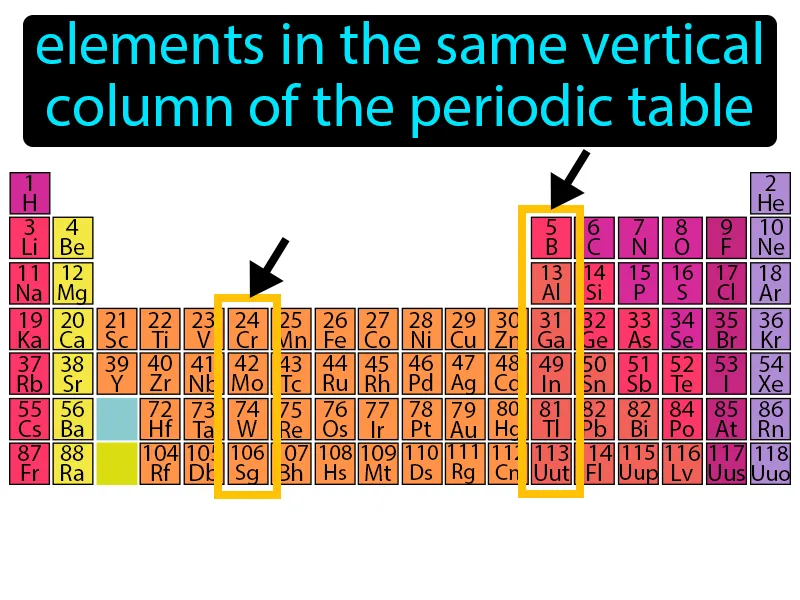 elements in the same vertical
column of the periodic table
1 2
H He
3 4 5 6 7 8 9 10
Li Be B C N O F Ne
11 12 13 14 15 16 17 18
Na Mg Al Si P S Cl Ar
19 20 21 22 23 24 25 26 27 28 29 30 31 32 33 34 35 36
Ka Ca Sc Ti V Cr Mn Fe Co Ni Cu Zn Ga Ge As Se Br Kr
37 38 39 40 41 42 43 44 45 46 47 48 49 50 51 52 53 54
Rb Sr Y Zr Nb Mo Tc Ru Rh Pd Ag Cd In Sn Sb Te I Xe
55 56 72 73 74 75 76 77 78 79 80 81 82 82 84 85 86
Cs Ba Hf Ta W Re Os Ir Pt Au Hg Tl Pb Bi Po At Rn
87 88 104 105 106 107 108 109 110 111 112 113 114 115 116 117 118
Fr Ra Rf Db Sg Bh Hs Mt Ds Rg Cn Uut Fl Uup Lv Uus Uuo